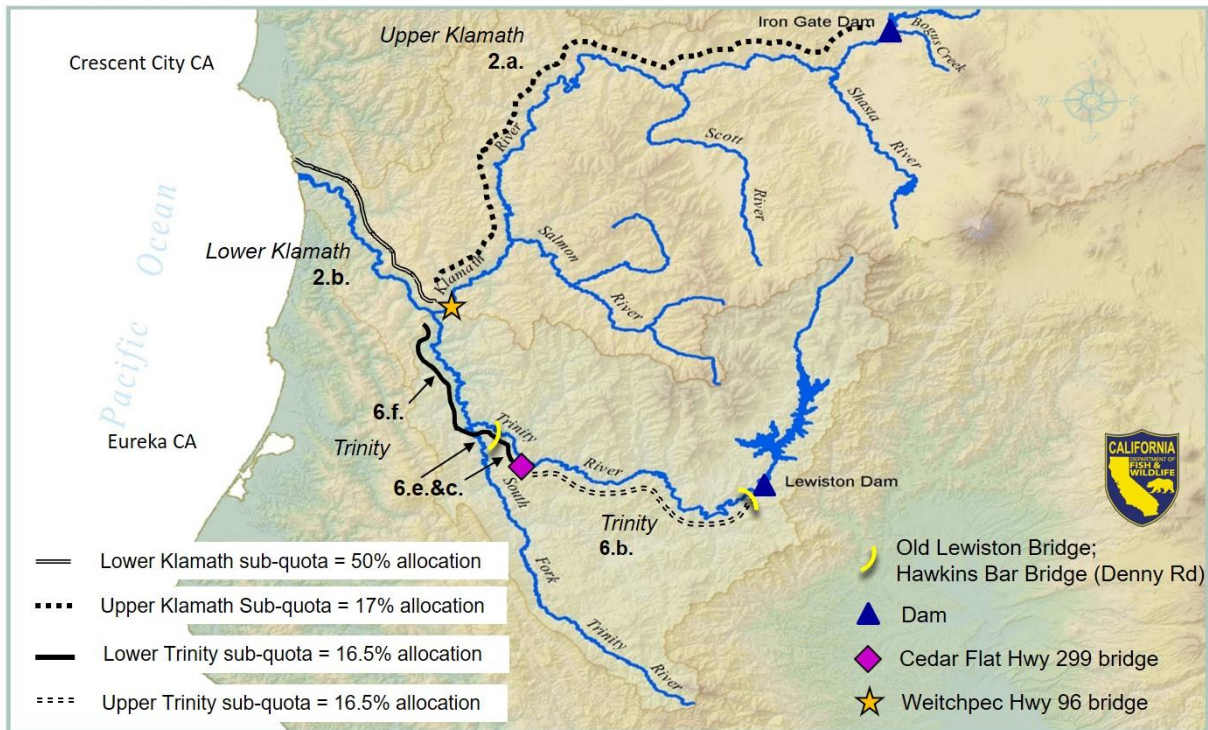 Iron Gate Dam
Bogus Creek
Upper Klamath
2.a.
Crescent City CA
Shasta
River
Scott
River
River
Pacific Ocean
Lower Klamath
2.b.
Klamath
Salmon
River
6.f.
Eureka CA
Trinity
Trinity
6.e.&c.
River
South
Fork
Trinity
River
Lewiston Dam
Trinity
6.b.
CALIFORNIA
DEPARTMENT OF
FISH &
WILDLIFE
Lower Klamath sub-quota = 50% allocation
Upper Klamath Sub-quota = 17% allocation
Lower Trinity sub-quota = 16.5% allocation
Upper Trinity sub-quota = 16.5% allocation
Old Lewiston Bridge;
Hawkins Bar Bridge (Denny Rd)
Dam
Cedar Flat Hwy 299 bridge
Weitchpec Hwy 96 bridge